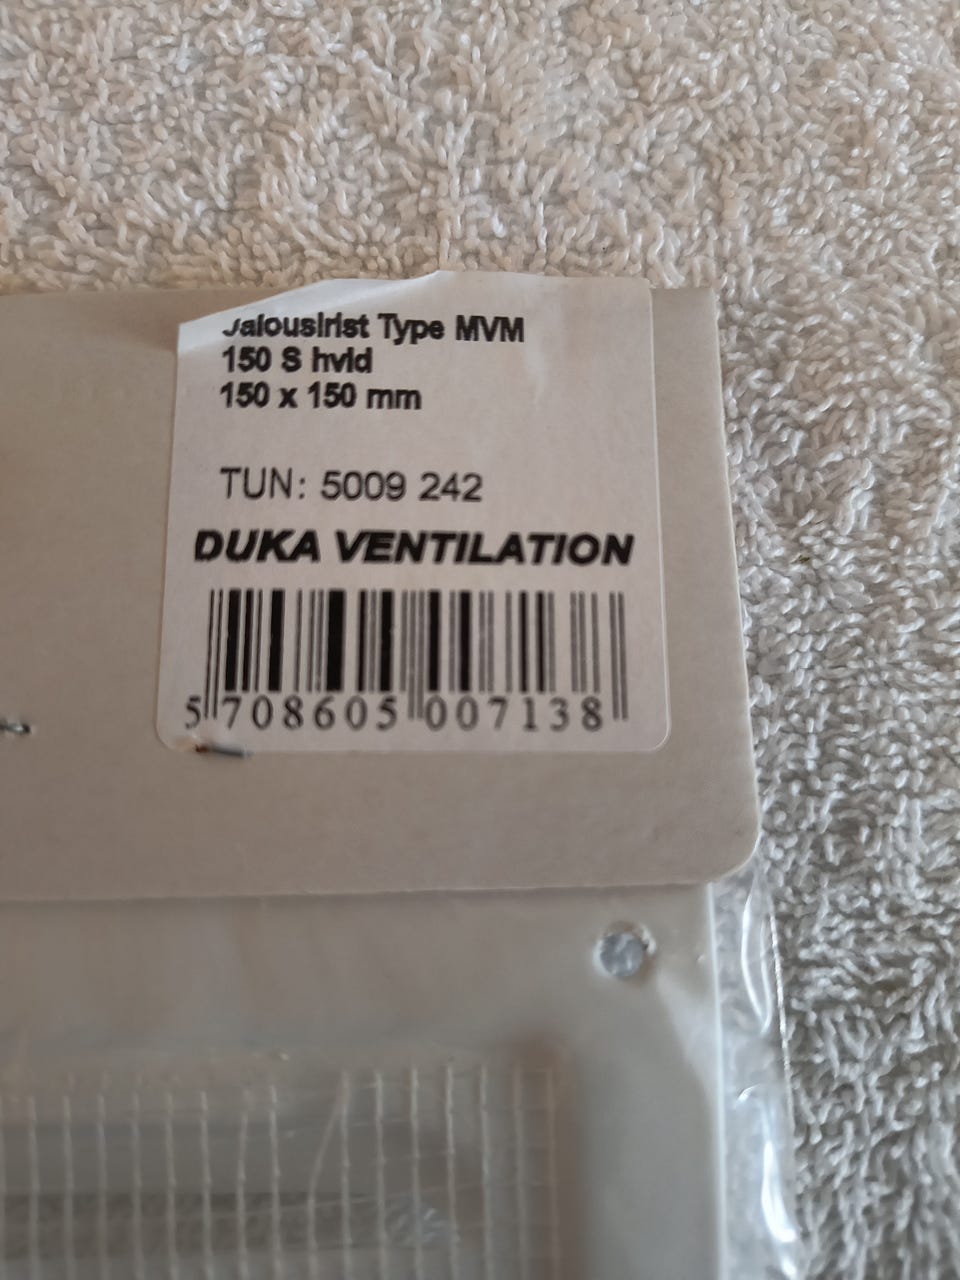 Jalousirist Type MVM
150 S hvid
150 x 150 mm
TUN: 5009 242
DUKA VENTILATION
5 708605 007138